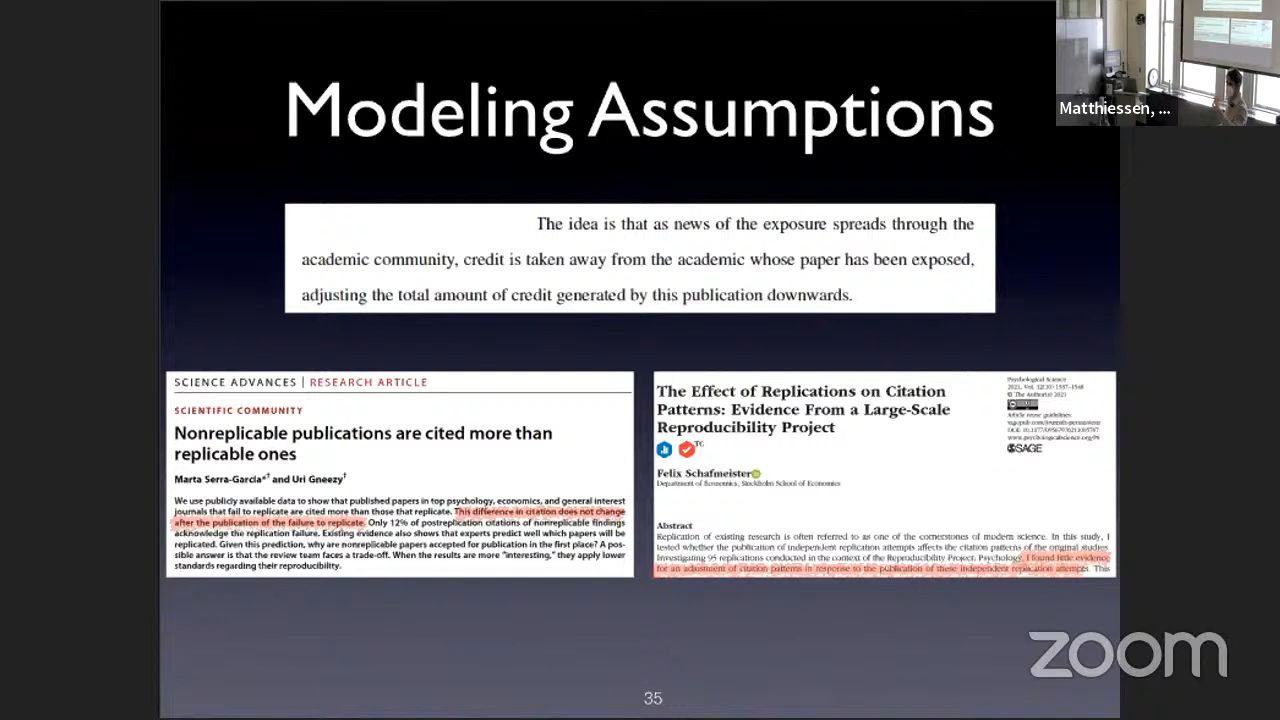 Modeling Assumptions
Matthiessen, ...
The idea is that as news of the exposure spreads through the
academic community, credit is taken away from the academic whose paper has been exposed,
adjusting the total amount of credit generated by this publication downwards.
SCIENCE ADVANCES | RESEARCH ARTICLE
SCIENTIFIC COMMUNITY
Nonreplicable publications are cited more than
replicable ones
Marta Serra-Garcia*† and Uri Gneezy†
We use publicly available data to show that published papers in top psychology, economics, and general interest
journals that fail to replicate are cited more than those that replicate. This difference in citation does not change
after the publication of the failure to replicate. Only 12% of postreplication citations of nonreplicable findings
acknowledge the replication failure. Existing evidence also shows that experts predict well which papers will be
replicated. Given this prediction, why are nonreplicable papers accepted for publication in the first place? A pos-
sible answer is that the review team faces a trade-off. When the results are more "interesting," they apply lower
standards regarding their reproducibility.
The Effect of Replications on Citation
Patterns: Evidence From a Large-Scale
Reproducibility Project
TC
Psychological Science
© The Author(s) 2021
Article reuse guidelines:
SAGE
Felix Schafmeister
Department of Economics, Stockholm School of Economics
Abstract
Replication of existing research is often referred to as one of the cornerstones of modern science. In this study, I
tested whether the publication of independent replication attempts affects the citation patterns of the original studies.
Investigating 95 replications conducted in the context of the Reproducibility Project: Psychology, I found little evidence
for an adjustment of citation patterns in response to the publication of these independent replication attempts. This
zoom
35